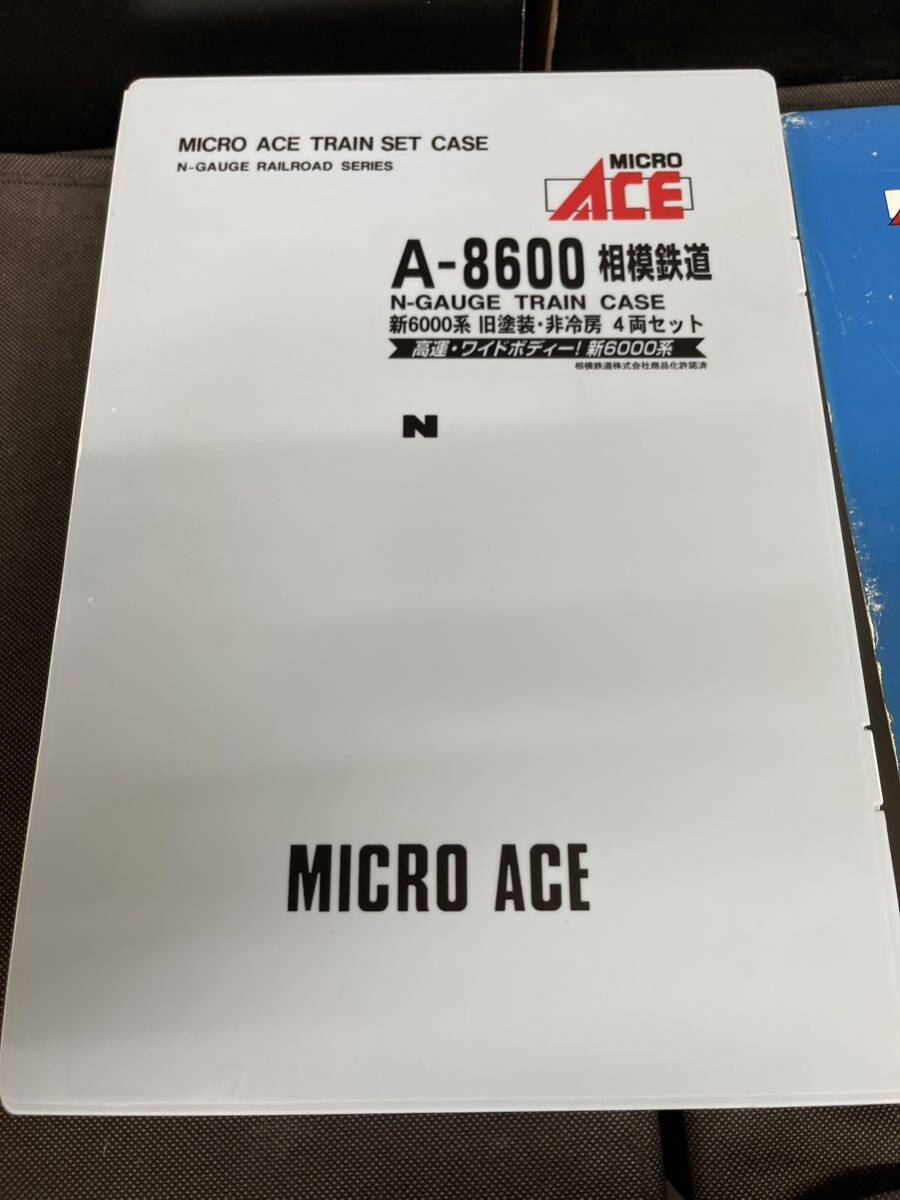 MICRO ACE TRAIN SET CASE
N-GAUGE RAILROAD SERIES
MICRO
ACE
A-8600 相模鉄道
N-GAUGE TRAIN CASE
新6000系 旧塗装・非冷房 4両セット
高運・ワイドボディー!新6000系
相模鉄道株式会社商品化許諾済
N
MICRO ACE